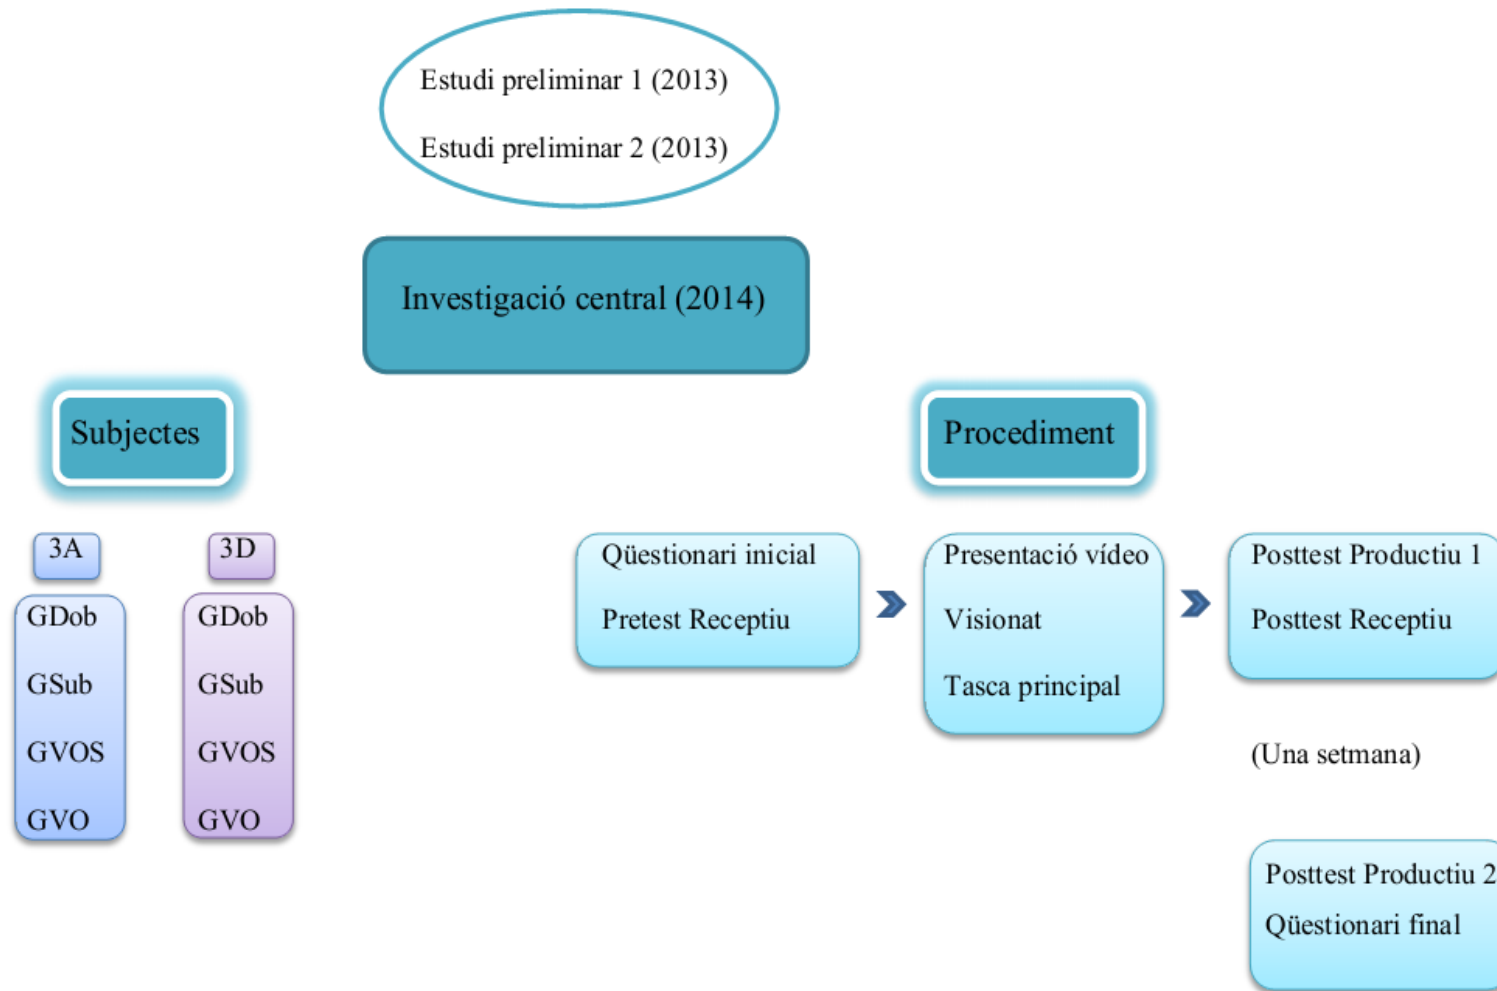 Estudi preliminar 1 (2013)
Estudi preliminar 2 (2013)
Investigació central (2014)
Subjectes
3A
GDob
GSub
GVOS
GVO
3D
GDob
GSub
GVOS
GVO
Procediment
Qüestionari inicial
Pretest Receptiu
Presentació vídeo
Visionat
Tasca principal
Posttest Productiu 1
Posttest Receptiu
(Una setmana)
Posttest Productiu 2
Qüestionari final